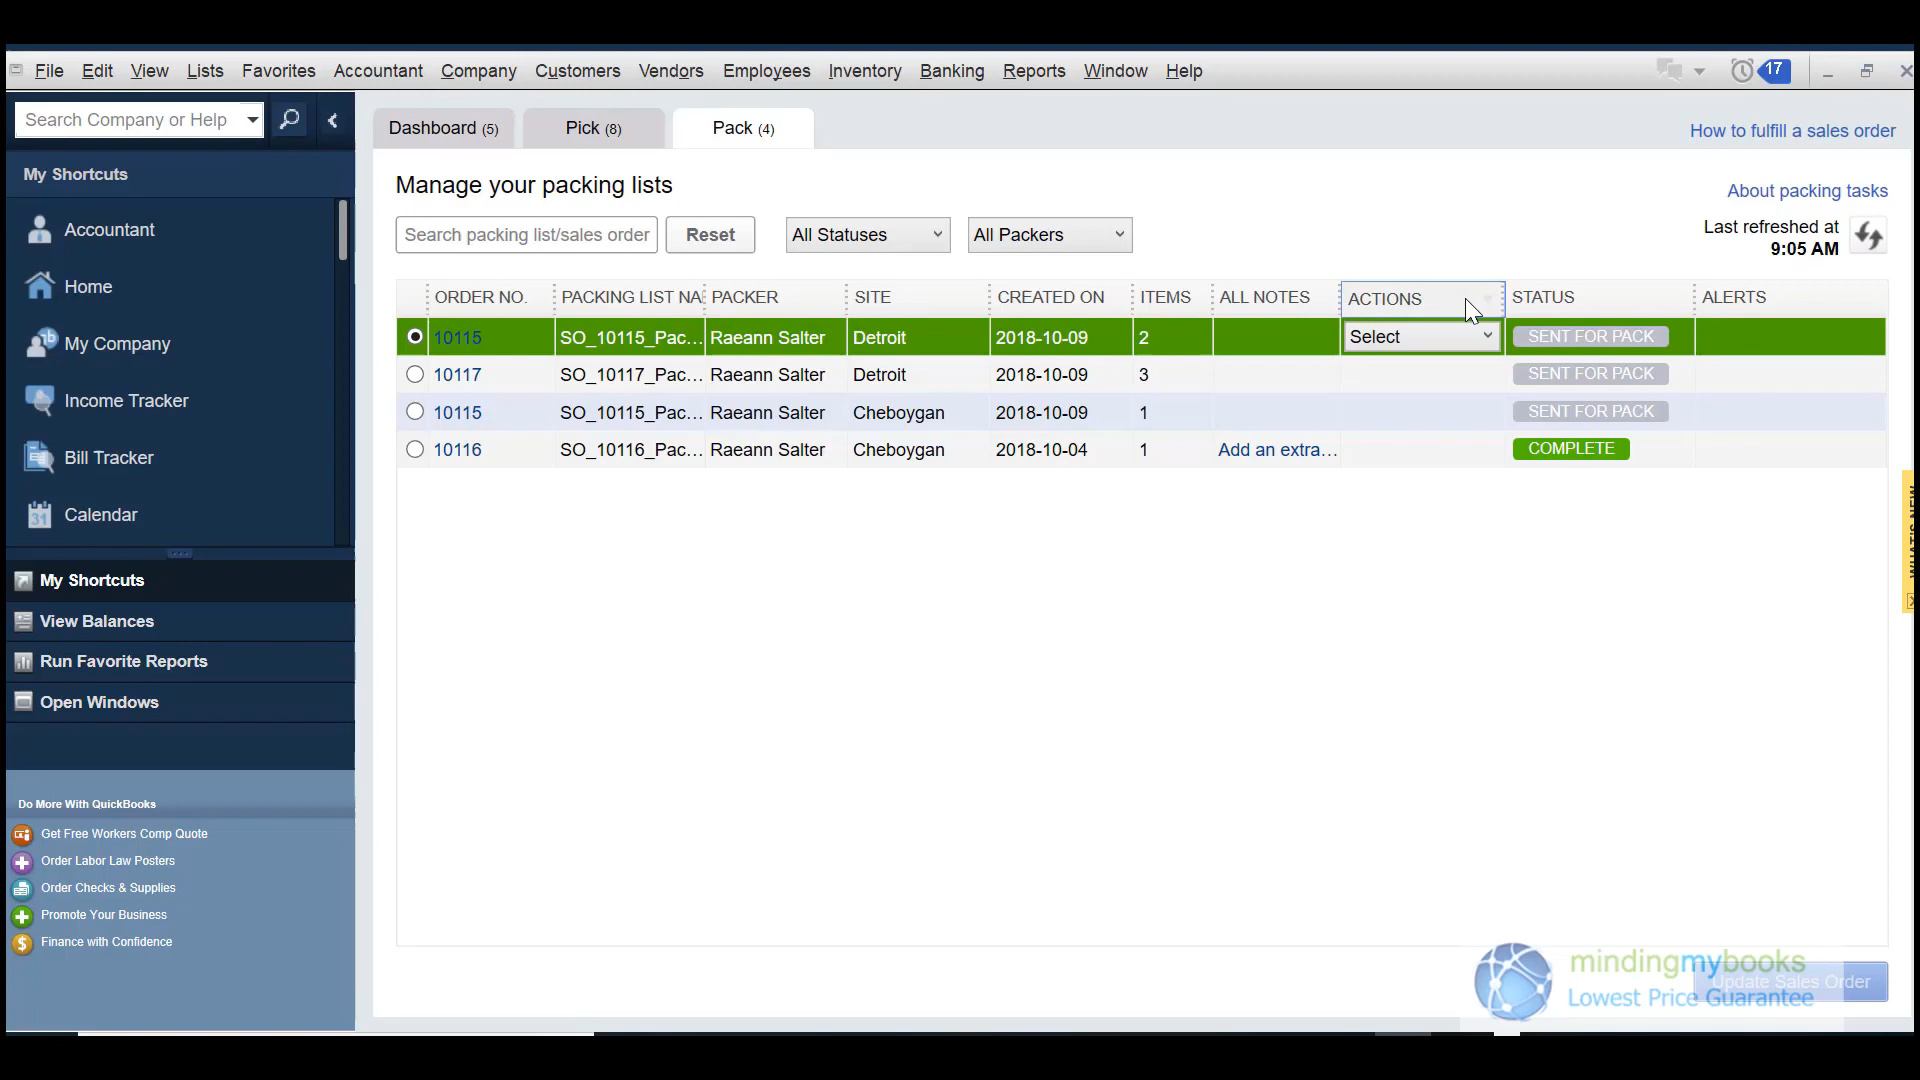 File Edit View Lists Favorites Accountant Company Customers Vendors Employees Inventory Banking Reports Window Help 17
Search Company or Help
My Shortcuts
Accountant
Home
My Company
Income Tracker
Bill Tracker
31 Calendar
My Shortcuts
View Balances
Run Favorite Reports
Open Windows
Do More With QuickBooks
Get Free Workers Comp Quote
Order Labor Law Posters
Order Checks & Supplies
Promote Your Business
Finance with Confidence
Dashboard (5) Pick (8) Pack (4)
How to fulfill a sales order
Manage your packing lists
About packing tasks
Search packing list/sales order Reset All Statuses All Packers
Last refreshed at
9:05 AM
ORDER NO. PACKING LIST NA PACKER SITE CREATED ON ITEMS ALL NOTES ACTIONS STATUS ALERTS
10115 SO_10115_Pac... Raeann Salter Detroit 2018-10-09 2 Select SENT FOR PACK
10117 SO_10117_Pac... Raeann Salter Detroit 2018-10-09 3 SENT FOR PACK
10115 SO_10115_Pac... Raeann Salter Cheboygan 2018-10-09 1 SENT FOR PACK
10116 SO_10116_Pac... Raeann Salter Cheboygan 2018-10-04 1 Add an extra... COMPLETE
WHAT'S NEW
mindingmybooks
Lowest Price Guarantee
Update Sales Order